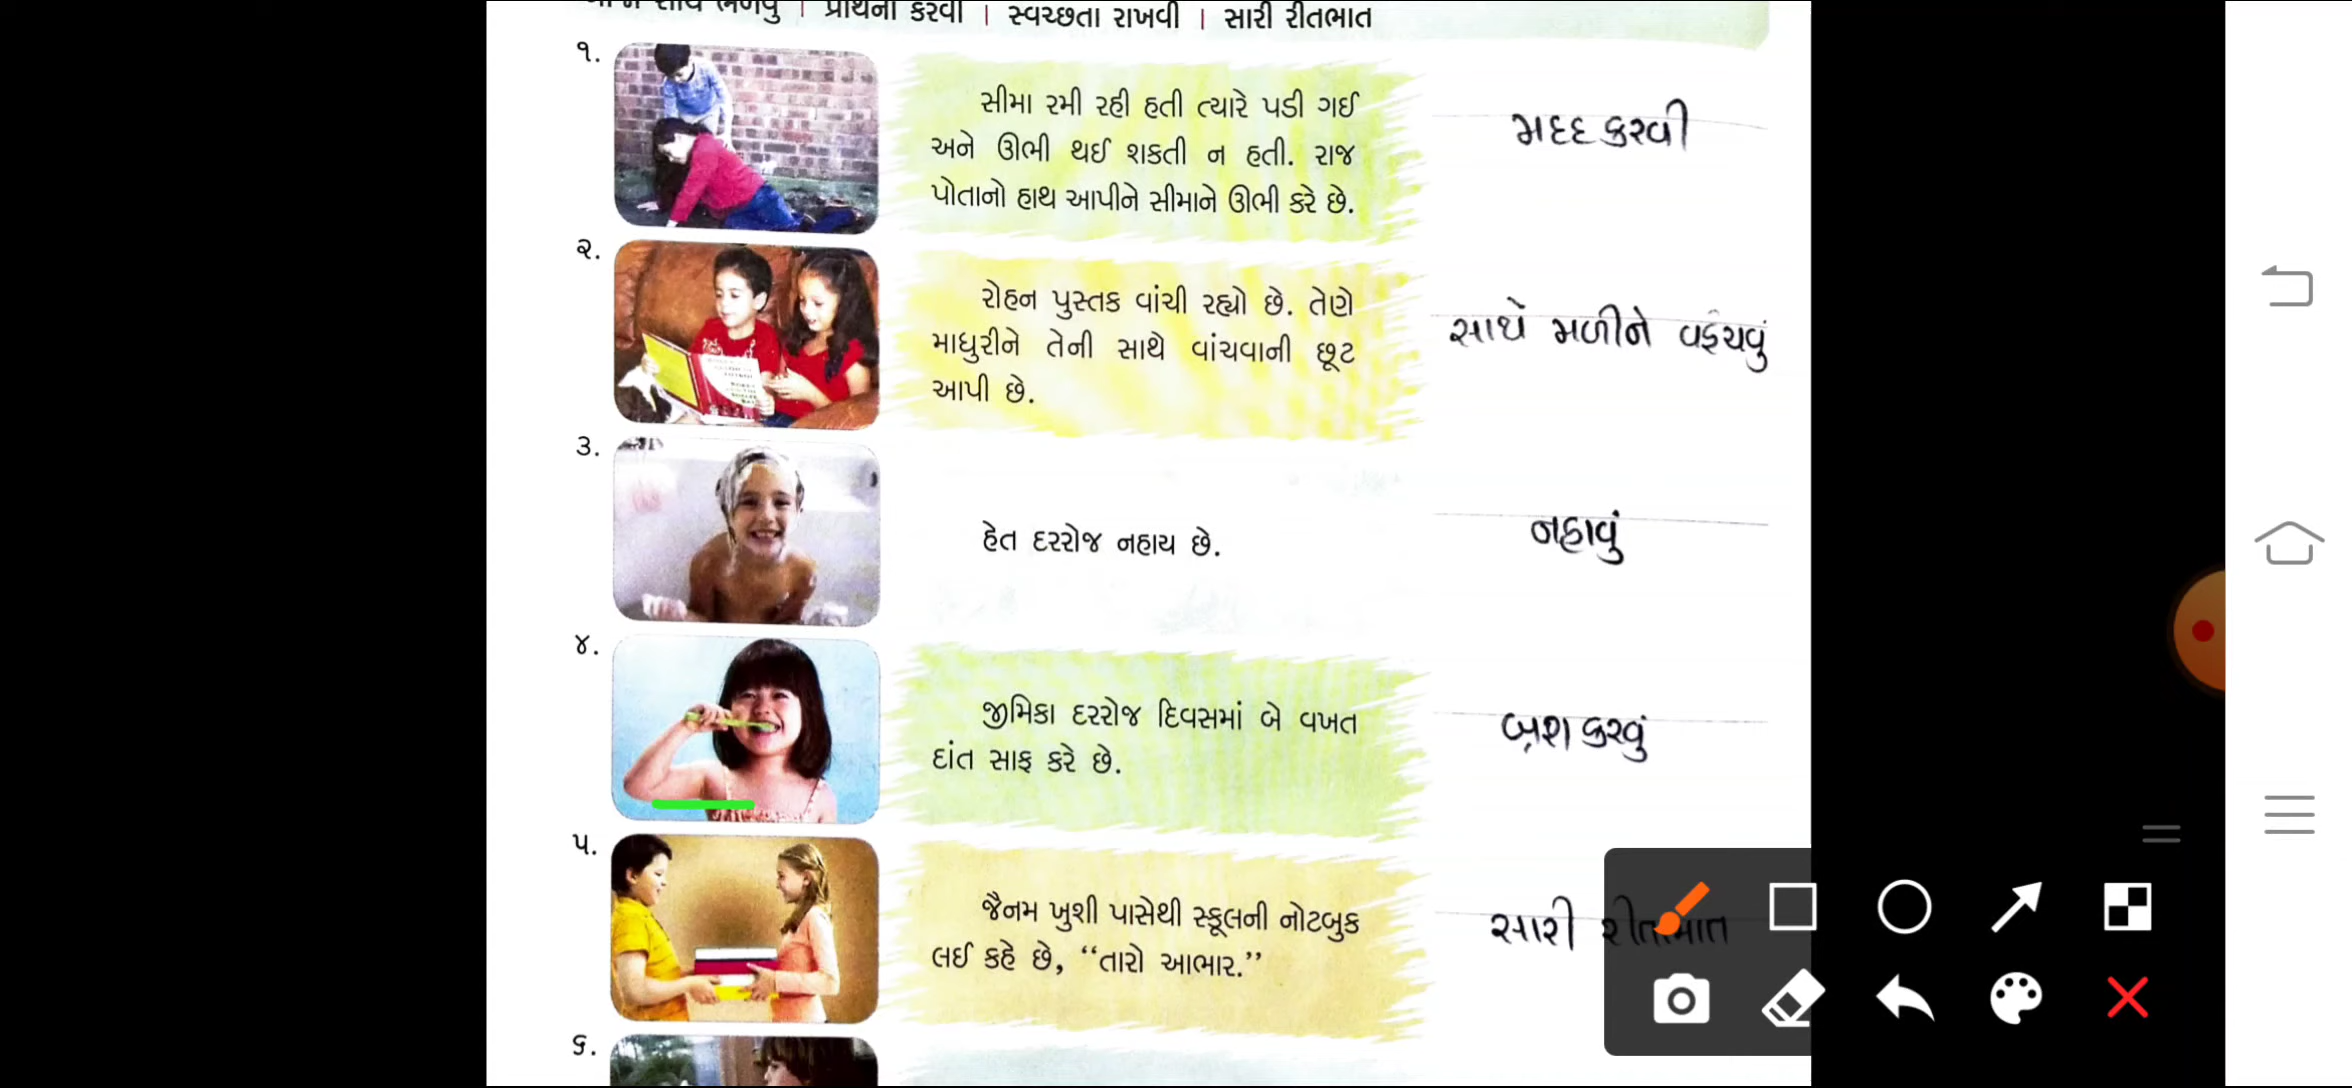 પ્રાર્થના કરવી | સ્વચ્છતા રાખવી | સારી રીતભાત
૧.
સીમા રમી રહી હતી ત્યારે પડી ગઈ
અને ઊભી થઈ શકતી ન હતી. રાજ
પોતાનો હાથ આપીને સીમાને ઊભી કરે છે.
મદદ કરવી
૨.
રોહન પુસ્તક વાંચી રહ્યો છે. તેણે
માધુરીને તેની સાથે વાંચવાની છૂટ
આપી છે.
સાથે મળીને વહેંચવું
૩.
હેત દરરોજ નહાય છે.
નહાવું
૪.
જીમિકા દરરોજ દિવસમાં બે વખત
દાંત સાફ કરે છે.
બ્રશ કરવું
૫.
જૈનમ ખુશી પાસેથી સ્કૂલની નોટબુક
લઈ કહે છે, “તારો આભાર.”
સારી રીતભાત
૬.